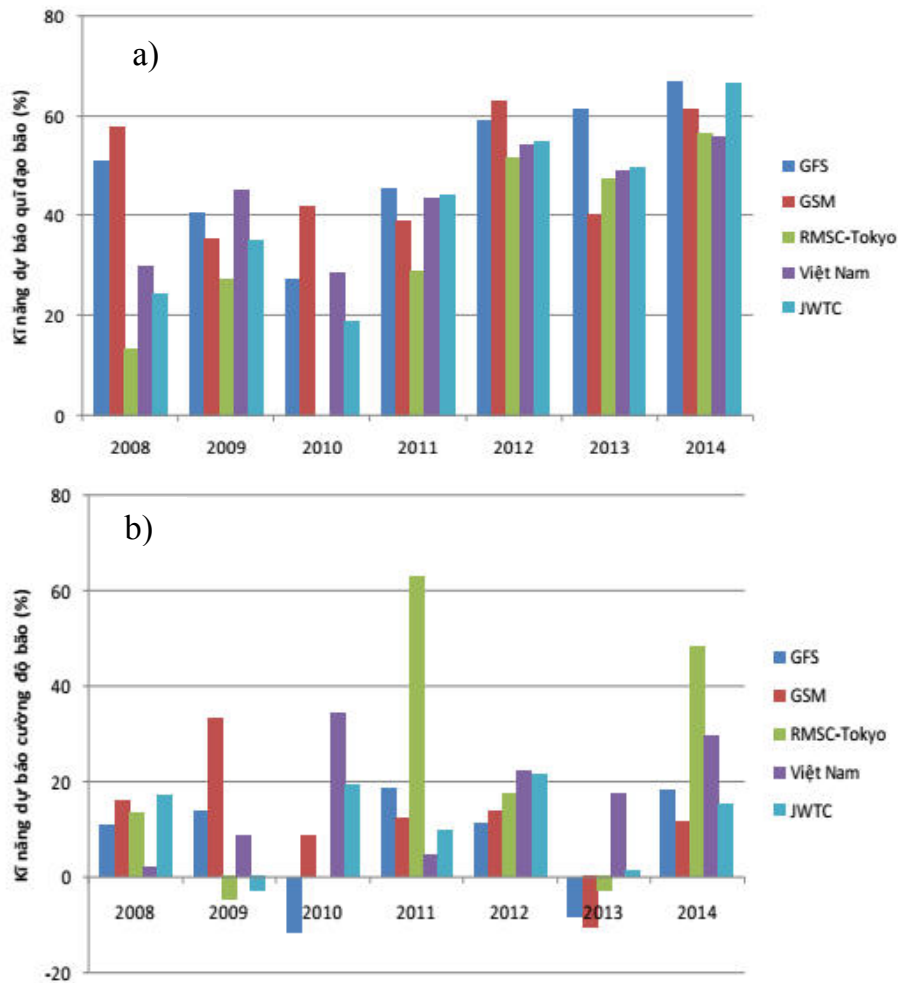 a)
Kĩ năng dự báo quĩ đạo bão (%)
80
60
40
20
0
2008 2009 2010 2011 2012 2013 2014
GFS
GSM
RMSC-Tokyo
Việt Nam
JWTC
b)
Kĩ năng dự báo cường độ bão (%)
80
60
40
20
0
-20
2008 2009 2010 2011 2012 2013 2014
GFS
GSM
RMSC-Tokyo
Việt Nam
JWTC